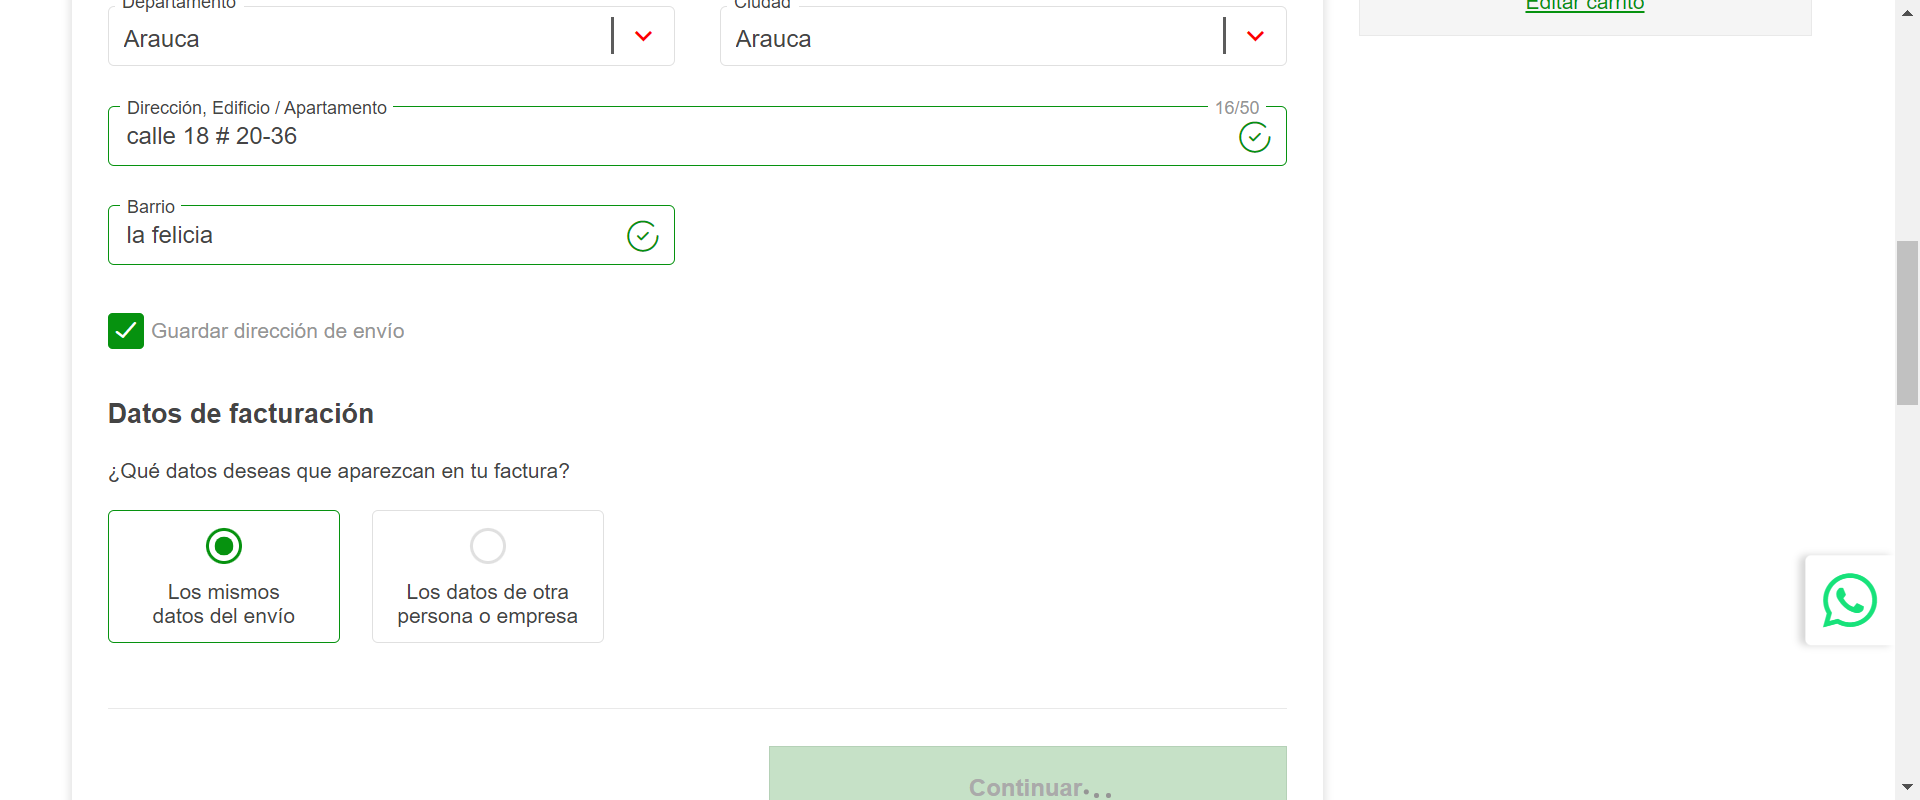 Departamento
Ciudad
Editar carrito
Arauca
Arauca
Dirección, Edificio / Apartamento
16/50
calle 18 # 20-36
Barrio
la felicia
Guardar dirección de envío
Datos de facturación
¿Qué datos deseas que aparezcan en tu factura?
Los mismos
datos del envío
Los datos de otra
persona o empresa
Continuar...